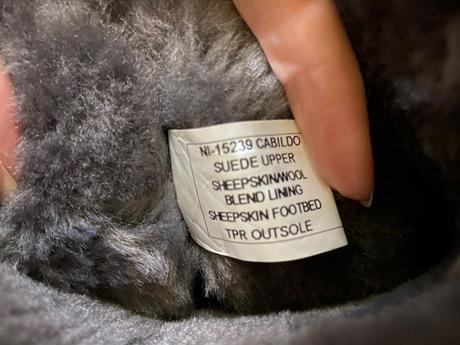 NI-15239 CABILDO
SUEDE UPPER
SHEEPSKIN/WOOL
BLEND LINING
SHEEPSKIN FOOTBED
TPR OUTSOLE